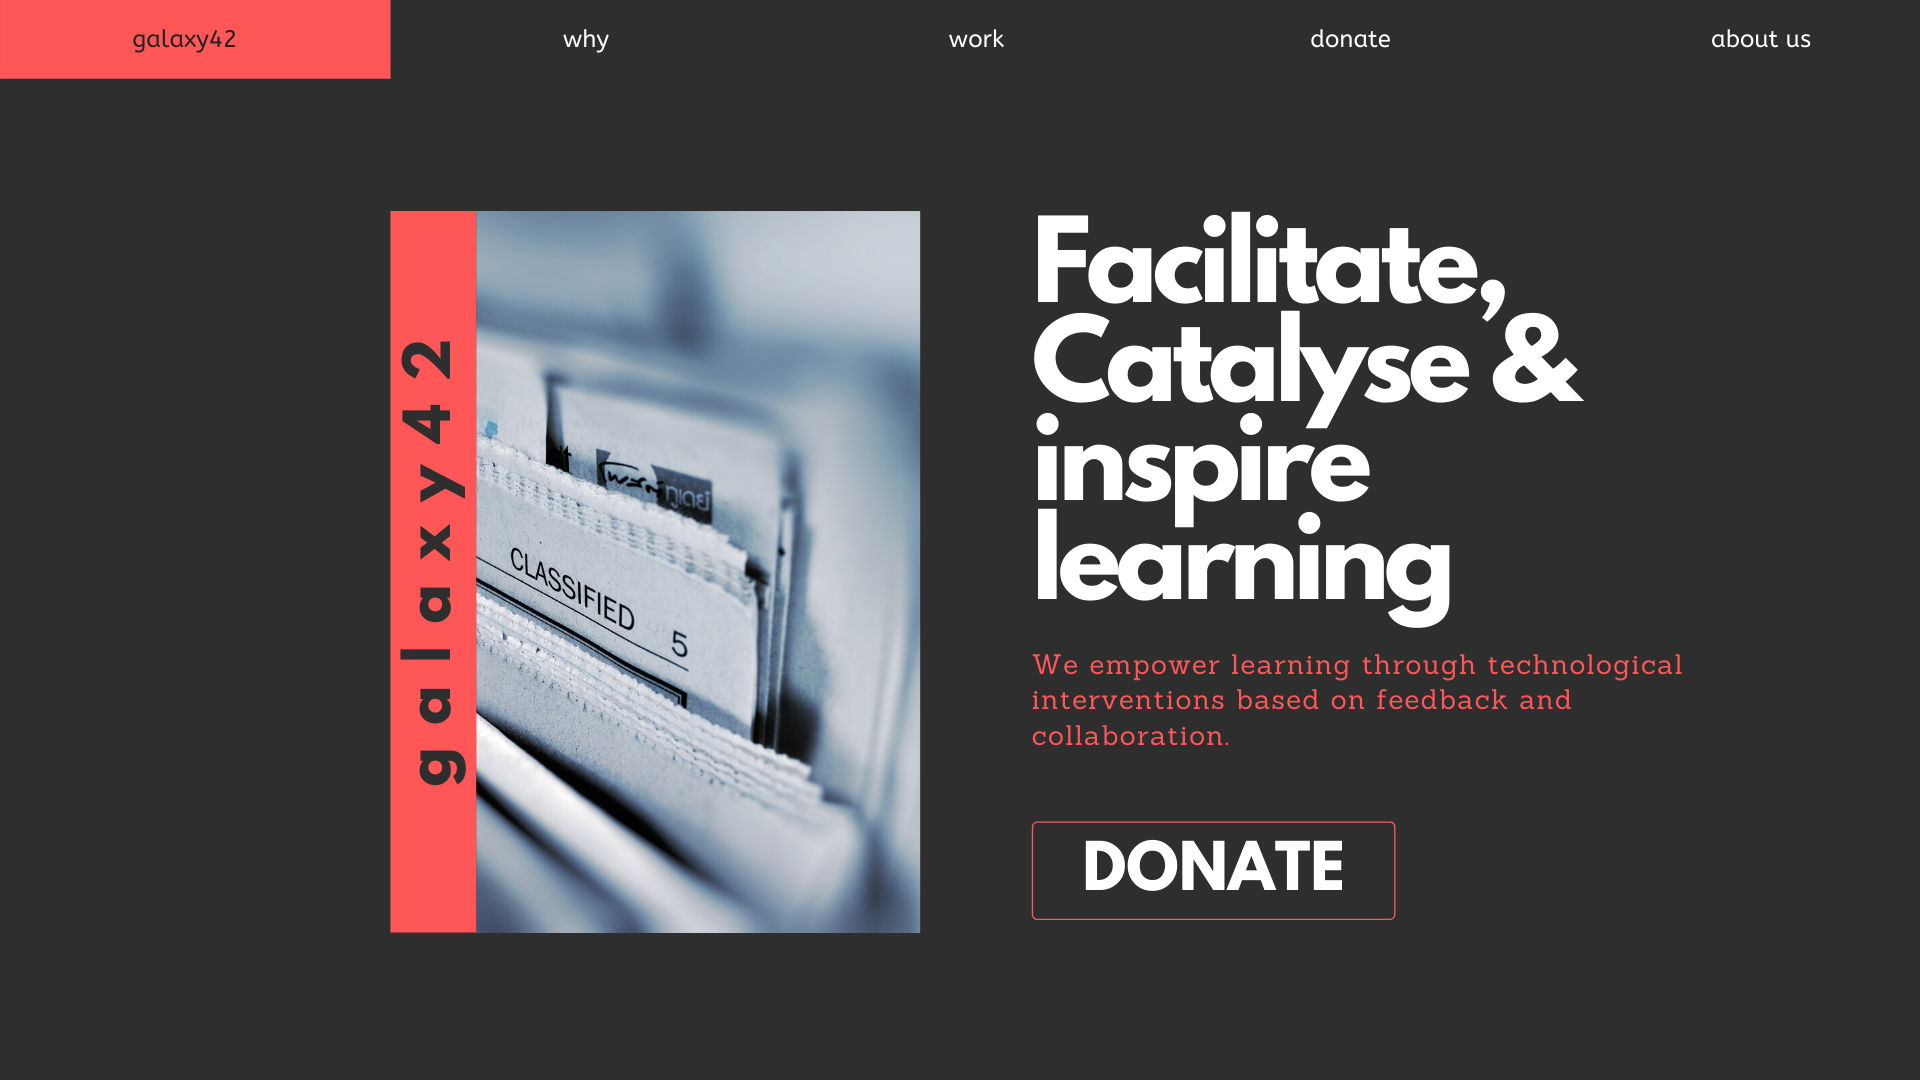 galaxy42
why
work
donate
about us
galaxy42
CLASSIFIED 5
Facilitate,
Catalyse &
inspire
learning
We empower learning through technological
interventions based on feedback and
collaboration.
DONATE